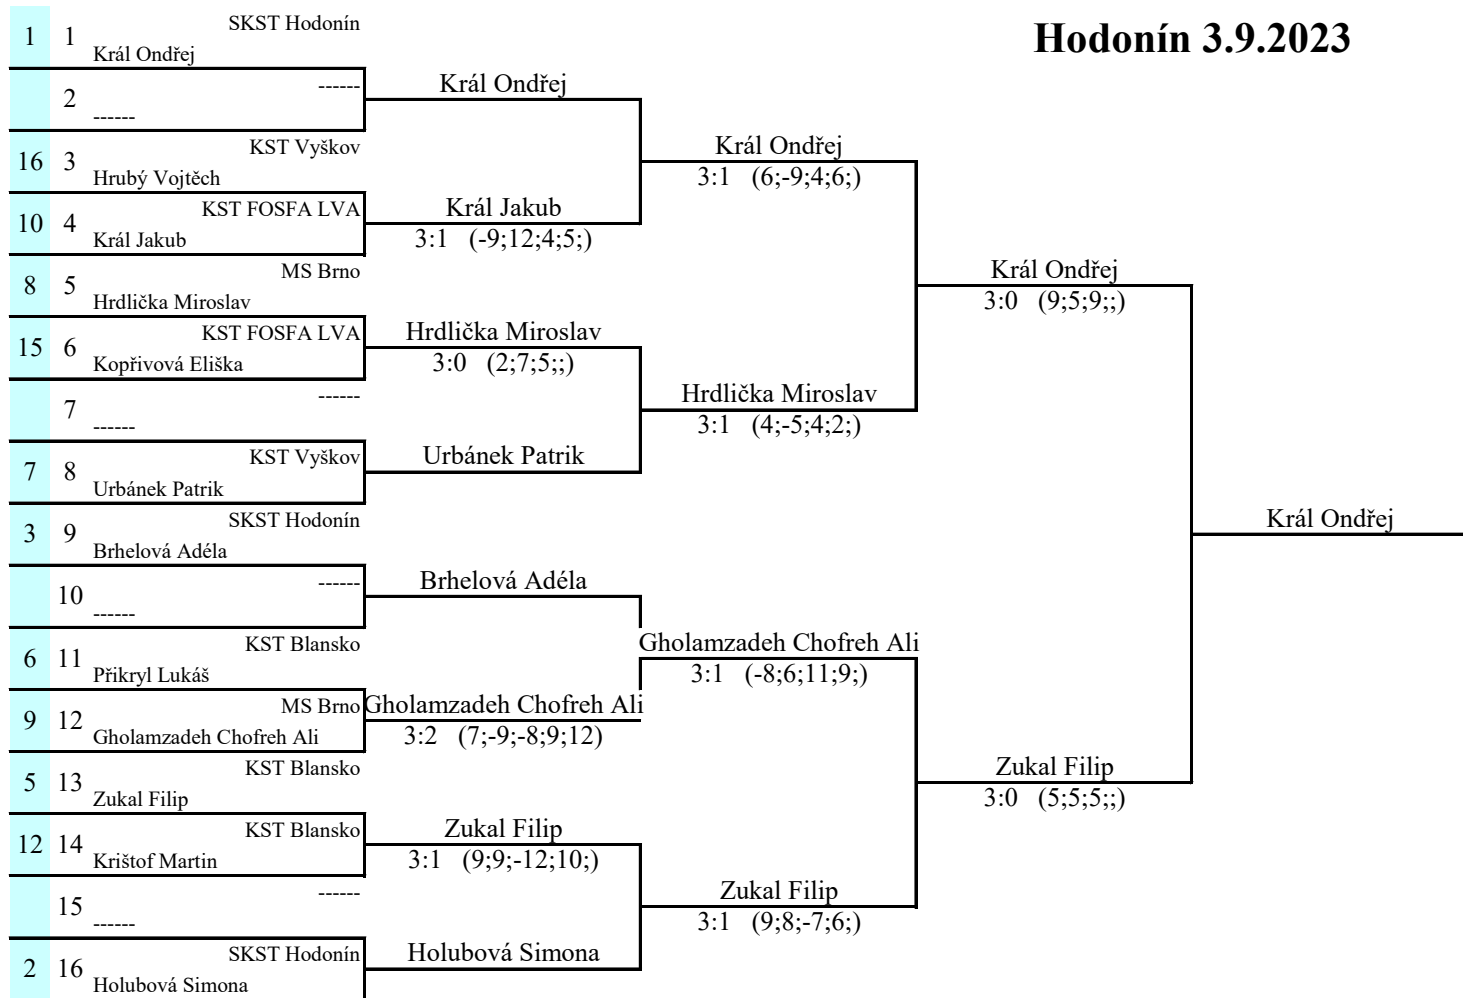 Hodonín 3.9.2023
1 1 SKST Hodonín
Král Ondřej
2 ------
------
Král Ondřej
16 3 KST Vyškov
Hrubý Vojtěch
Král Ondřej
3:1 (6;-9;4;6;)
10 4 KST FOSFA LVA
Král Jakub
Král Jakub
3:1 (-9;12;4;5;)
8 5 MS Brno
Hrdlička Miroslav
Král Ondřej
3:0 (9;5;9;;)
15 6 KST FOSFA LVA
Kopřivová Eliška
Hrdlička Miroslav
3:0 (2;7;5;;)
7 ------
------
Hrdlička Miroslav
3:1 (4;-5;4;2;)
7 8 KST Vyškov
Urbánek Patrik
Urbánek Patrik
3 9 SKST Hodonín
Brhelová Adéla
Král Ondřej
10 ------
------
Brhelová Adéla
6 11 KST Blansko
Přikryl Lukáš
Gholamzadeh Chofreh Ali
3:1 (-8;6;11;9;)
9 12 MS Brno
Gholamzadeh Chofreh Ali
Gholamzadeh Chofreh Ali
3:2 (7;-9;-8;9;12)
5 13 KST Blansko
Zukal Filip
Zukal Filip
3:0 (5;5;5;;)
12 14 KST Blansko
Krištof Martin
Zukal Filip
3:1 (9;9;-12;10;)
15 ------
------
Zukal Filip
3:1 (9;8;-7;6;)
2 16 SKST Hodonín
Holubová Simona
Holubová Simona